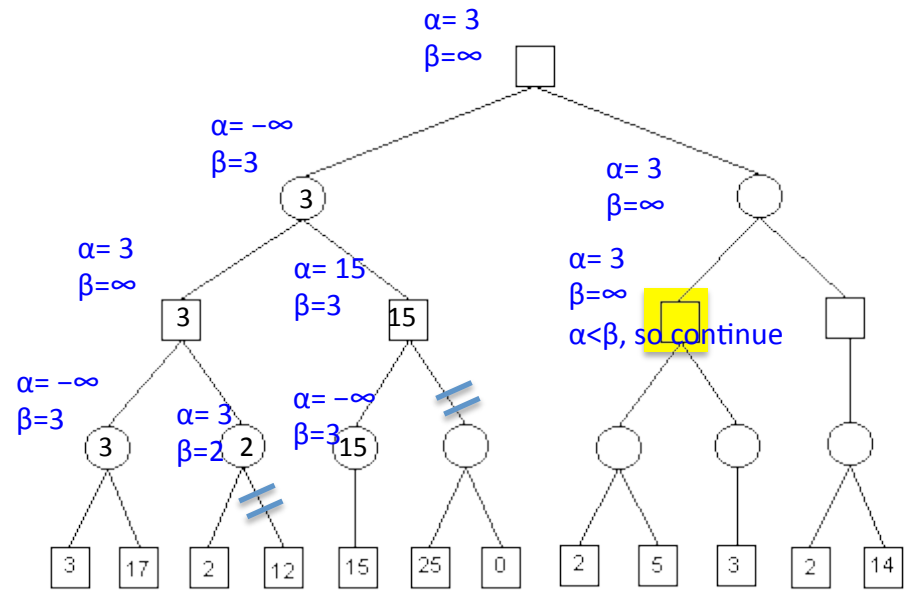 α= 3
β=∞
α= −∞
β=3
3
α= 3
β=∞
α= 3
β=∞
3
α= 15
β=3
15
α= 3
β=∞
α<β, so continue
α= −∞
β=3
3
α= 3
β=2
2
α= −∞
β=3
15
3
17
2
12
15
25
0
2
5
3
2
14